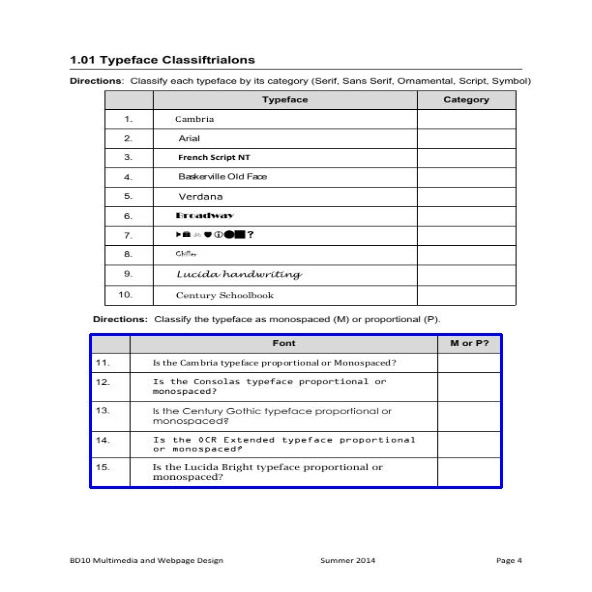 1.01 Typeface Classiftrialons
Directions: Classify each typeface by its category (Serif, Sans Serif, Ornamental, Script, Symbol)
Typeface Category
1. Cambria
2. Arial
3. French Script NT
4. Baskerville Old Face
5. Verdana
6. Broadway
7. ?
8. Chiller
9. Lucida handwriting
10. Century Schoolbook
Directions: Classify the typeface as monospaced (M) or proportional (P).
Font M or P?
11. Is the Cambria typeface proportional or Monospaced?
12. Is the Consolas typeface proportional or
monospaced?
13. Is the Century Gothic typeface proportional or
monospaced?
14. Is the OCR Extended typeface proportional
or monospaced?
15. Is the Lucida Bright typeface proportional or
monospaced?
BD10 Multimedia and Webpage Design Summer 2014 Page 4